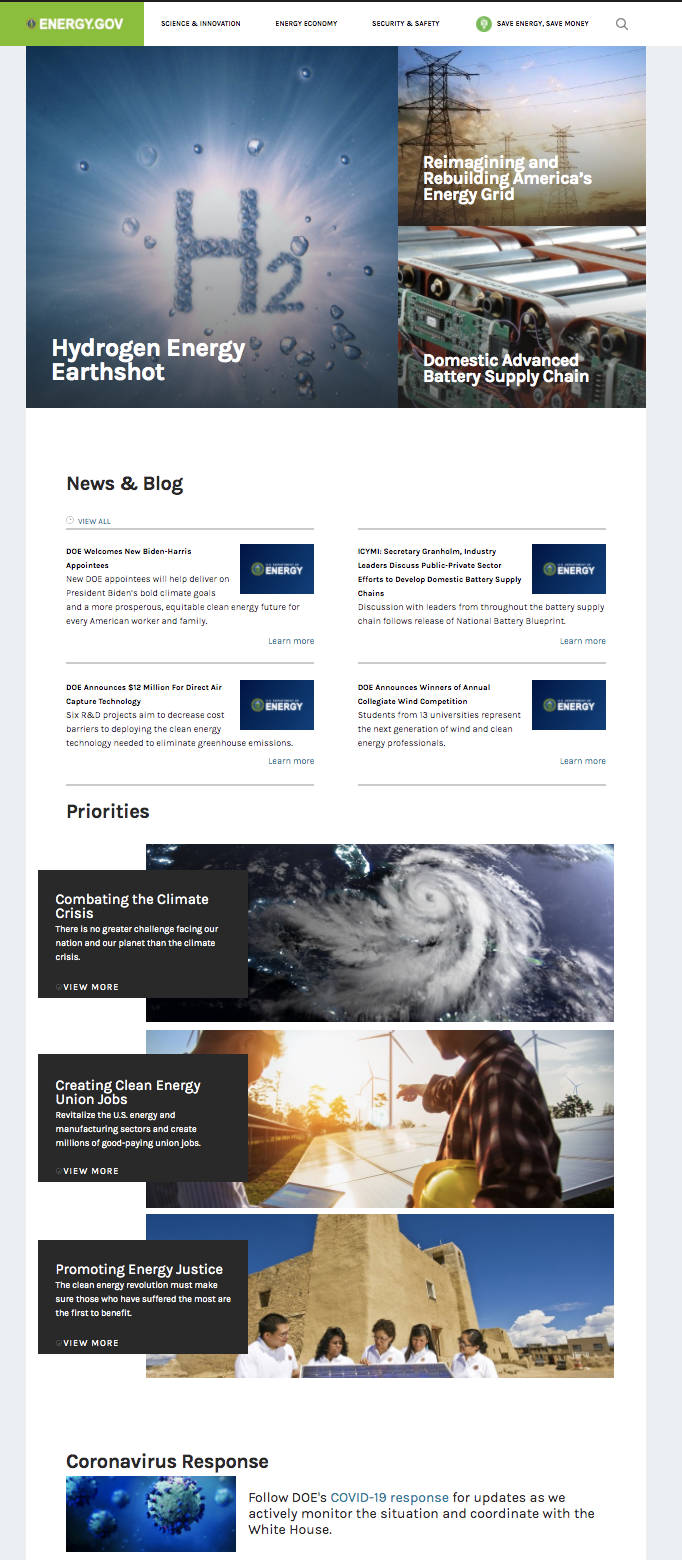 ENERGY.GOV
SCIENCE & INNOVATION
ENERGY ECONOMY
SECURITY & SAFETY
SAVE ENERGY, SAVE MONEY
H2
Hydrogen Energy
Earthshot
Reimagining and
Rebuilding America's
Energy Grid
Domestic Advanced
Battery Supply Chain
News & Blog
VIEW ALL
DOE Welcomes New Biden-Harris
Appointees
New DOE appointees will help deliver on
President Biden's bold climate goals
and a more prosperous, equitable clean energy future for
every American worker and family.
U.S. DEPARTMENT OF
ENERGY
Learn more
ICYMI: Secretary Granholm, Industry
Leaders Discuss Public-Private Sector
Efforts to Develop Domestic Battery Supply
Chains
Discussion with leaders from throughout the battery supply
chain follows release of National Battery Blueprint.
U.S. DEPARTMENT OF
ENERGY
Learn more
DOE Announces $12 Million For Direct Air
Capture Technology
Six R&D projects aim to decrease cost
barriers to deploying the clean energy
technology needed to eliminate greenhouse emissions.
U.S. DEPARTMENT OF
ENERGY
Learn more
DOE Announces Winners of Annual
Collegiate Wind Competition
Students from 13 universities represent
the next generation of wind and clean
energy professionals.
U.S. DEPARTMENT OF
ENERGY
Learn more
Priorities
Combating the Climate
Crisis
There is no greater challenge facing our
nation and our planet than the climate
crisis.
VIEW MORE
Creating Clean Energy
Union Jobs
Revitalize the U.S. energy and
manufacturing sectors and create
millions of good-paying union jobs.
VIEW MORE
Promoting Energy Justice
The clean energy revolution must make
sure those who have suffered the most are
the first to benefit.
VIEW MORE
Coronavirus Response
Follow DOE's COVID-19 response for updates as we
actively monitor the situation and coordinate with the
White House.